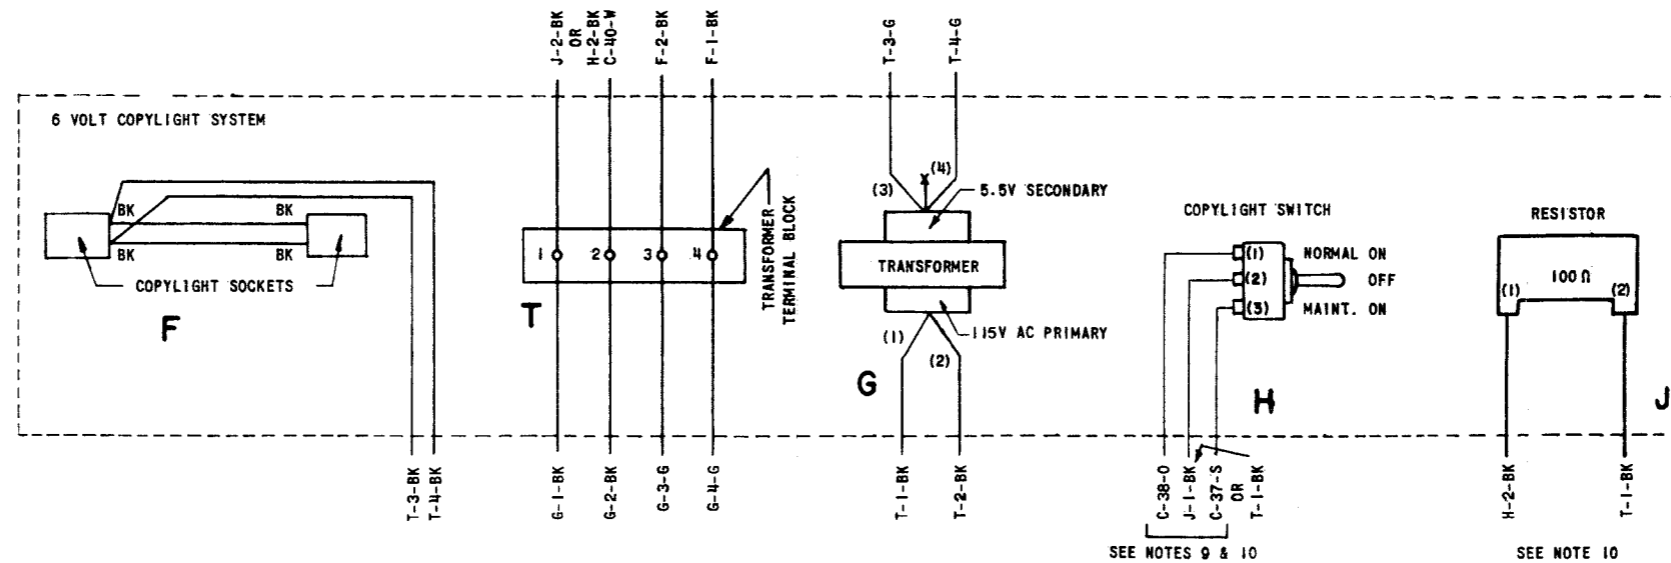 J-2-BK
OR
H-2-BK
C-40-W
F-2-BK
F-1-BK
T-3-G
T-4-G
6 VOLT COPYLIGHT SYSTEM
BK
BK
BK
BK
COPYLIGHT SOCKETS
F
T-3-BK
T-4-BK
1
2
3
4
TRANSFORMER
TERMINAL BLOCK
T
G-1-BK
G-2-BK
G-3-G
G-4-G
(3)
(4)
5.5V SECONDARY
TRANSFORMER
115V AC PRIMARY
(1)
(2)
G
T-1-BK
T-2-BK
COPYLIGHT SWITCH
(1) NORMAL ON
(2) OFF
(3) MAINT. ON
H
C-38-O
J-1-BK
C-37-S
OR
T-1-BK
SEE NOTES 9 & 10
RESISTOR
100 Ω
(1)
(2)
J
H-2-BK
T-1-BK
SEE NOTE 10